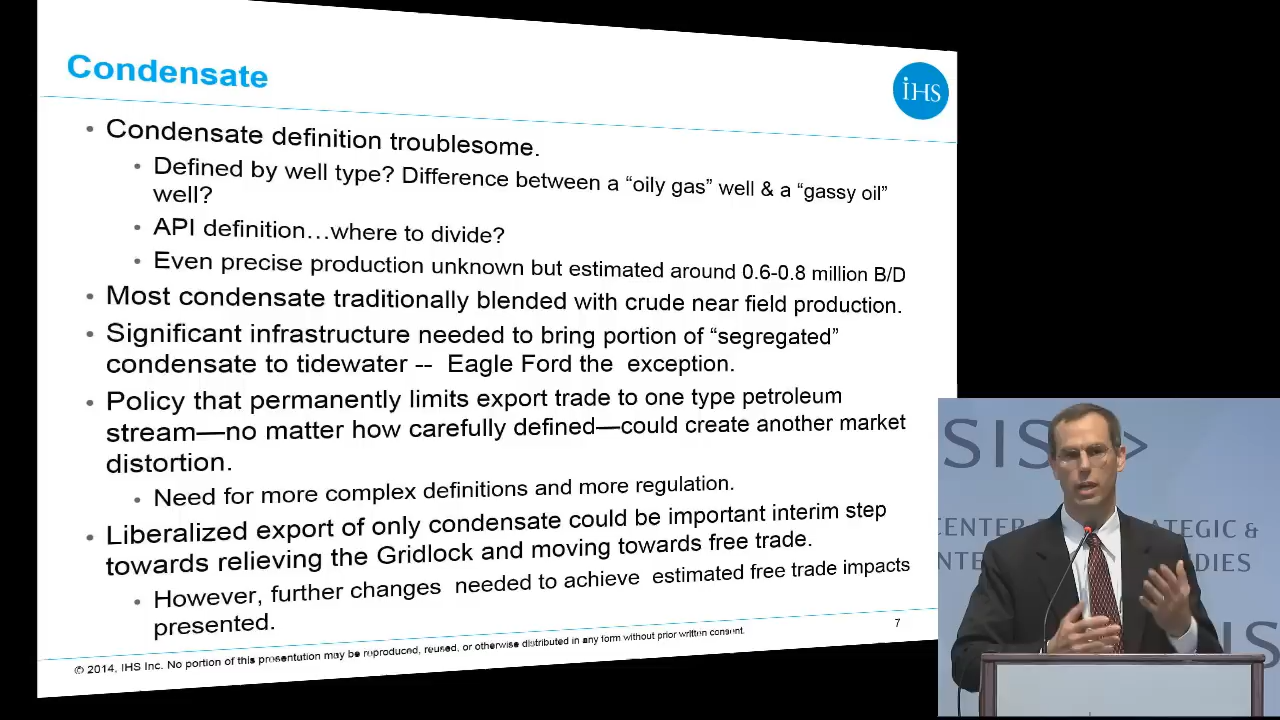 Condensate
iHS
• Condensate definition troublesome.
• Defined by well type? Difference between a “oily gas” well & a “gassy oil”
well?
• API definition…where to divide?
• Even precise production unknown but estimated around 0.6-0.8 million B/D
• Most condensate traditionally blended with crude near field production.
• Significant infrastructure needed to bring portion of “segregated”
condensate to tidewater -- Eagle Ford the exception.
• Policy that permanently limits export trade to one type petroleum
stream—no matter how carefully defined—could create another market
distortion.
• Need for more complex definitions and more regulation.
• Liberalized export of only condensate could be important interim step
towards relieving the Gridlock and moving towards free trade.
• However, further changes needed to achieve estimated free trade impacts
presented.
7
© 2014, IHS Inc. No portion of this presentation may be reproduced, reused, or otherwise distributed in any form without prior written consent.
SIS
CENTER ATEGIC &
NTE UDIES
IS